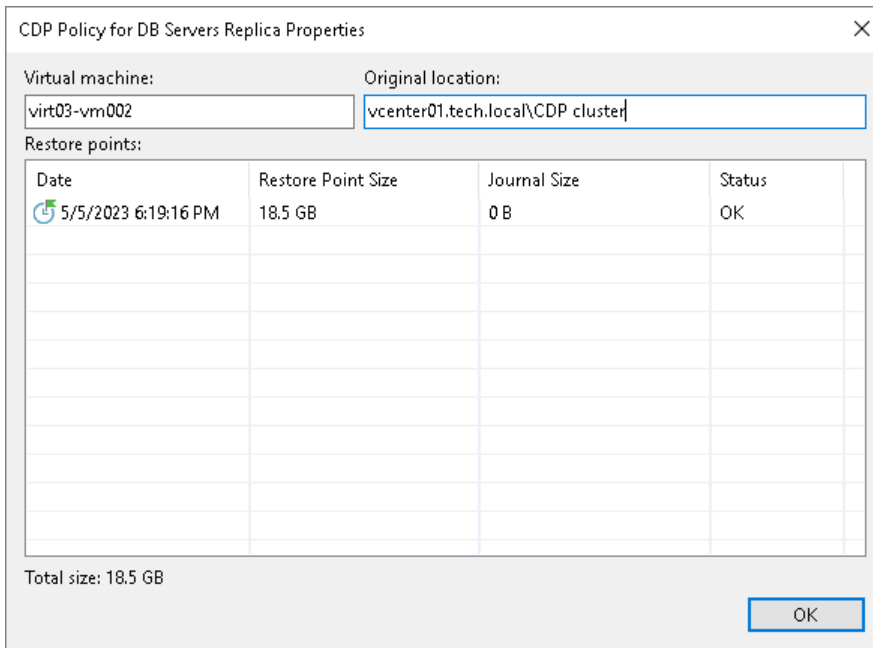 CDP Policy for DB Servers Replica Properties
Virtual machine: Original location:
virt03-vm002 vcenter01.tech.local\CDP cluster
Restore points:
Date Restore Point Size Journal Size Status
5/5/2023 6:19:16 PM 18.5 GB 0 B OK
Total size: 18.5 GB
OK